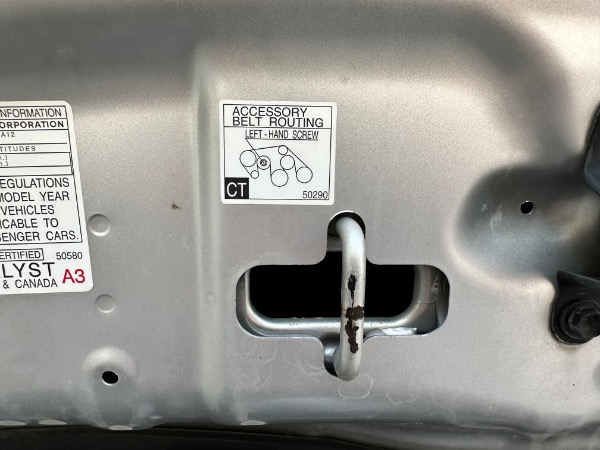 INFORMATION
ORPORATION
A12
TITUDES
EGULATIONS
MODEL YEAR
VEHICLES
ICABLE TO
SENGER CARS.
ERTIFIED 50580
LYST A3
& CANADA
ACCESSORY
BELT ROUTING
LEFT-HAND SCREW
CT 50290